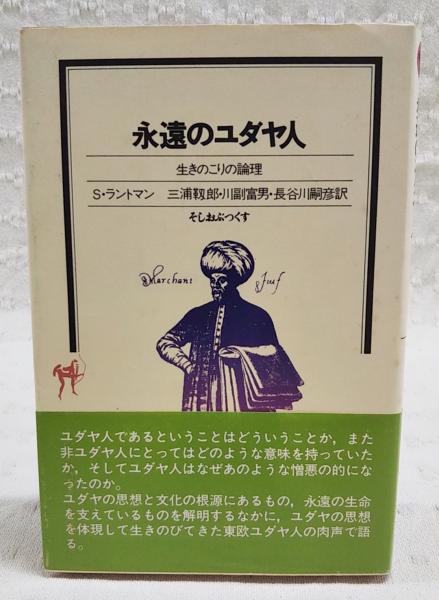 永遠のユダヤ人
生きのこりの論理
S・ラントマン 三浦靱郎・川副富男・長谷川嗣彦訳
そしおぶっくす
Marchant Juif
ユダヤ人であるということはどういうことか，また
非ユダヤ人にとってはどのような意味を持っていた
か，そしてユダヤ人はなぜあのような憎悪の的にな
ったのか。
ユダヤの思想と文化の根源にあるもの，永遠の生命
を支えているものを解明するなかに，ユダヤの思想
を体現して生きのびてきた東欧ユダヤ人の肉声で語
る。